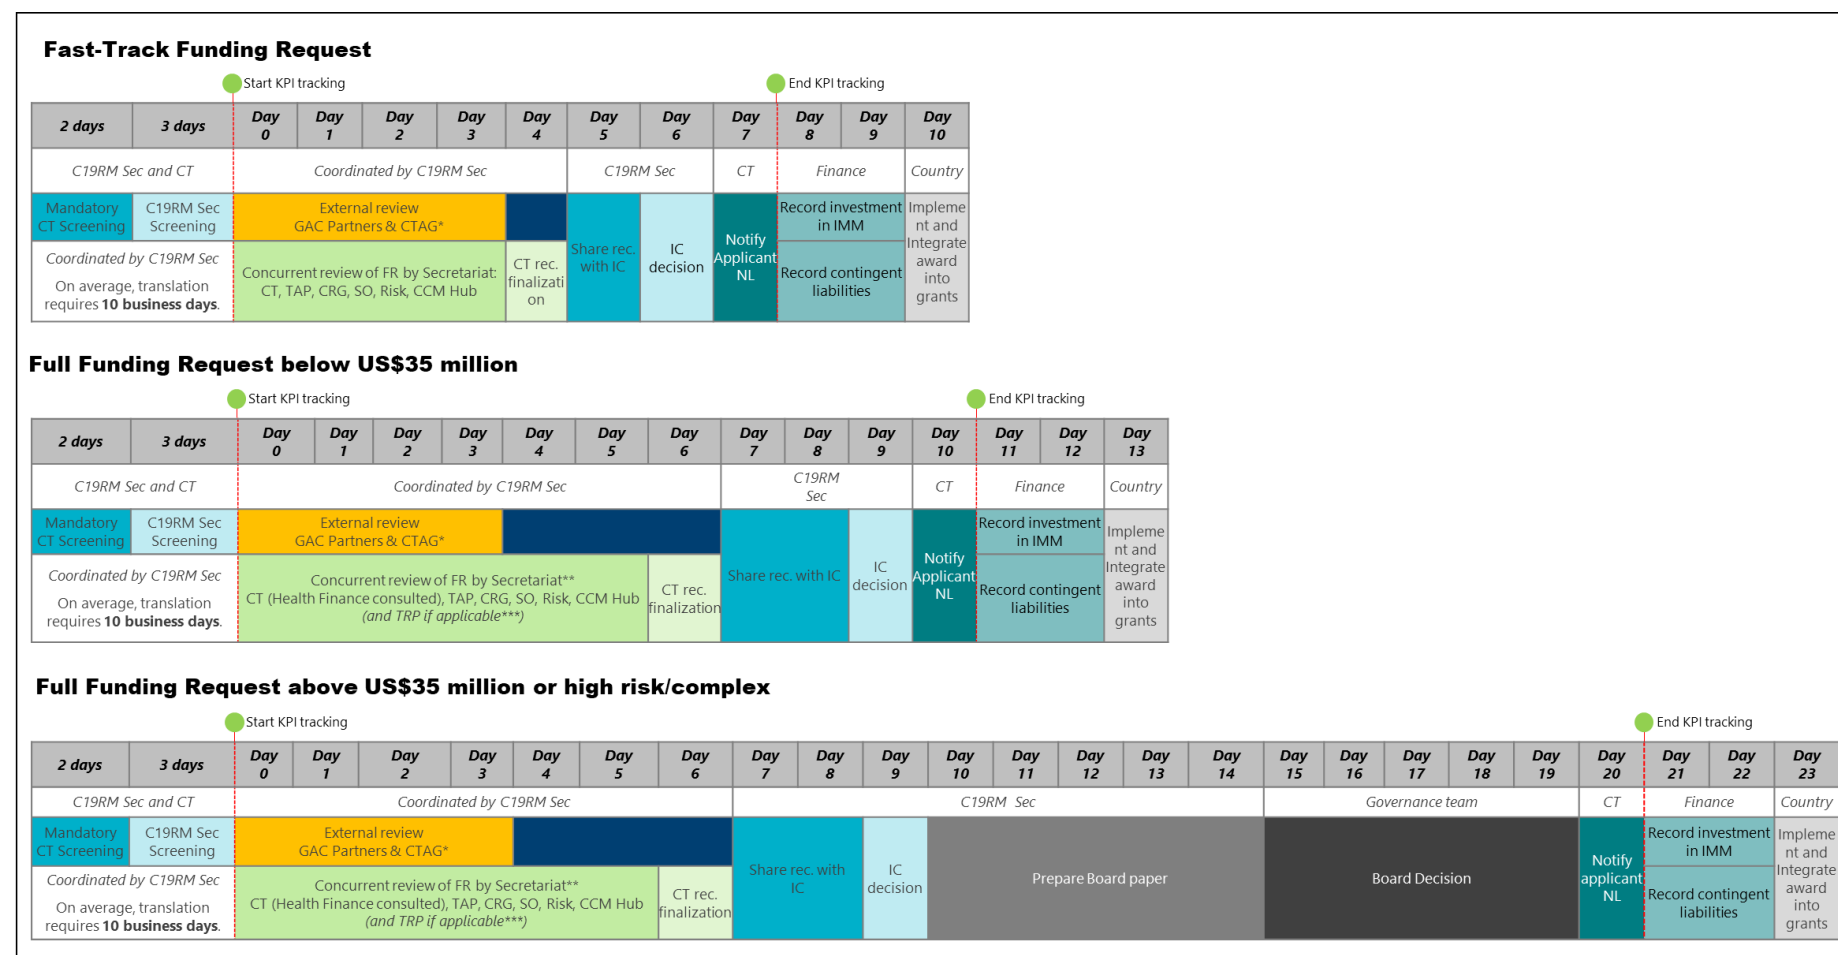 Fast-Track Funding Request
Start KPI tracking
End KPI tracking
2 days
3 days
Day
0
Day
1
Day
2
Day
3
Day
4
Day
5
Day
6
Day
7
Day
8
Day
9
Day
10
C19RM Sec and CT
Coordinated by C19RM Sec
C19RM Sec
CT
Finance
Country
Mandatory
CT Screening
C19RM Sec
Screening
External review
GAC Partners & CTAG*
Share rec.
with IC
IC
decision
Notify
Applicant
NL
Record investment
in IMM
Impleme
nt and
Integrate
award
into
grants
Coordinated by C19RM Sec
On average, translation
requires 10 business days.
Concurrent review of FR by Secretariat:
CT, TAP, CRG, SO, Risk, CCM Hub
CT rec.
finalizati
on
Record contingent
liabilities
Full Funding Request below US$35 million
Start KPI tracking
End KPI tracking
2 days
3 days
Day
0
Day
1
Day
2
Day
3
Day
4
Day
5
Day
6
Day
7
Day
8
Day
9
Day
10
Day
11
Day
12
Day
13
C19RM Sec and CT
Coordinated by C19RM Sec
C19RM
Sec
CT
Finance
Country
Mandatory
CT Screening
C19RM Sec
Screening
External review
GAC Partners & CTAG*
Share rec. with IC
IC
decision
Notify
Applicant
NL
Record investment
in IMM
Impleme
nt and
Integrate
award
into
grants
Coordinated by C19RM Sec
On average, translation
requires 10 business days.
Concurrent review of FR by Secretariat**
CT (Health Finance consulted), TAP, CRG, SO, Risk, CCM Hub
(and TRP if applicable***)
CT rec.
finalization
Record contingent
liabilities
Full Funding Request above US$35 million or high risk/complex
Start KPI tracking
End KPI tracking
2 days
3 days
Day
0
Day
1
Day
2
Day
3
Day
4
Day
5
Day
6
Day
7
Day
8
Day
9
Day
10
Day
11
Day
12
Day
13
Day
14
Day
15
Day
16
Day
17
Day
18
Day
19
Day
20
Day
21
Day
22
Day
23
C19RM Sec and CT
Coordinated by C19RM Sec
C19RM Sec
Governance team
CT
Finance
Country
Mandatory
CT Screening
C19RM Sec
Screening
External review
GAC Partners & CTAG*
Share rec. with
IC
IC
decision
Prepare Board paper
Board Decision
Notify
applicant
NL
Record investment
in IMM
Impleme
nt and
Integrate
award
into
grants
Coordinated by C19RM Sec
On average, translation
requires 10 business days.
Concurrent review of FR by Secretariat**
CT (Health Finance consulted), TAP, CRG, SO, Risk, CCM Hub
(and TRP if applicable***)
CT rec.
finalization
Record contingent
liabilities